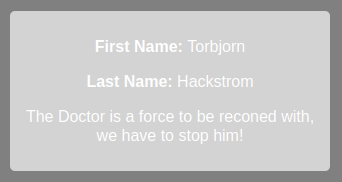 First Name: Torbjorn
Last Name: Hackstrom
The Doctor is a force to be reconed with,
we have to stop him!